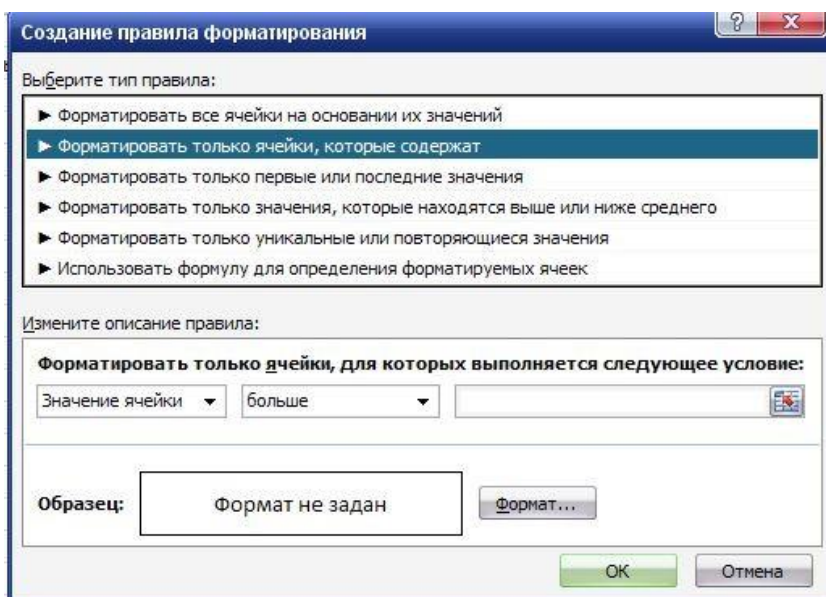 Создание правила форматирования
Выберите тип правила:
► Форматировать все ячейки на основании их значений
► Форматировать только ячейки, которые содержат
► Форматировать только первые или последние значения
► Форматировать только значения, которые находятся выше или ниже среднего
► Форматировать только уникальные или повторяющиеся значения
► Использовать формулу для определения форматируемых ячеек
Измените описание правила:
Форматировать только ячейки, для которых выполняется следующее условие:
Значение ячейки больше
Образец: Формат не задан Формат...
ОК Отмена